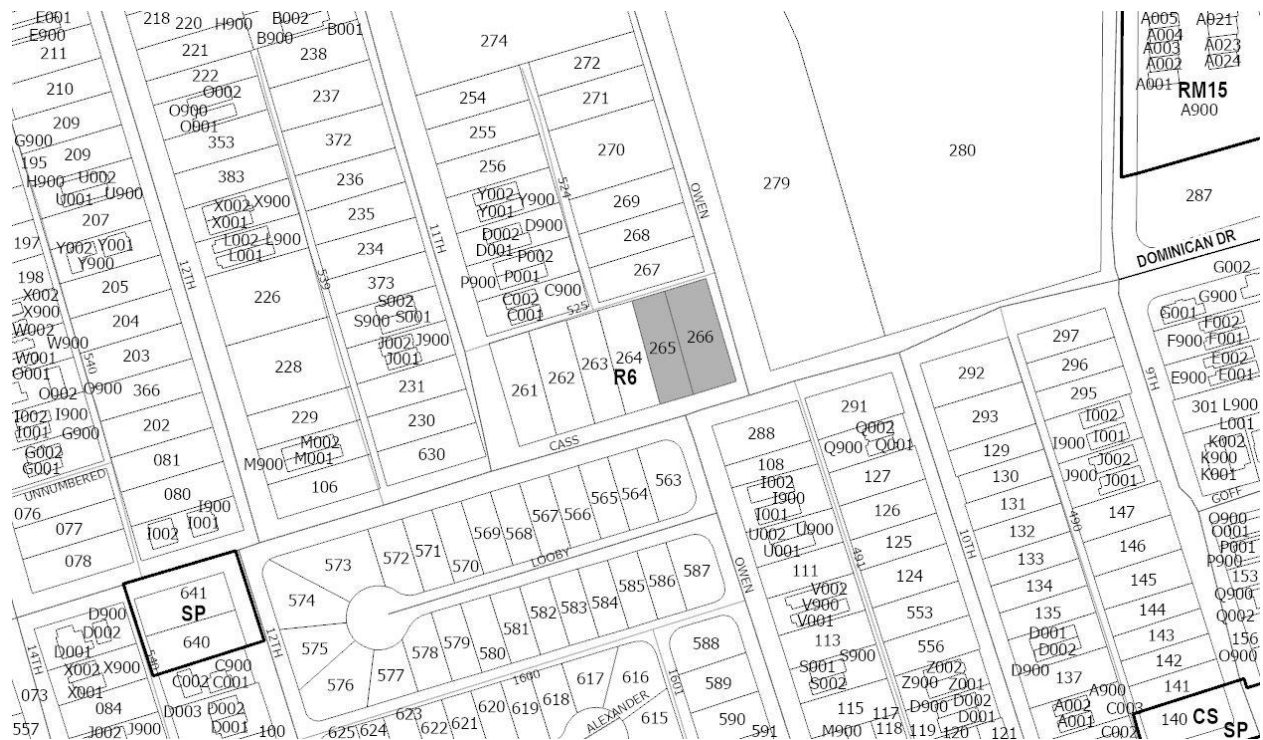 E001 218 220 H900 B002 B001 274 A005 A021
E900 B900 A004
211 221 238 272 A003 A023
222 A002 A024
210 O002 237 254 271 A001 RM15
O900 A900
209 O001 255
G900 209 353 372 270 280
195 256
H900 U002 383 236 524 279 287
U001 U900 X002 X900 Y002 Y900 269 OWEN
207 X001 235 Y001
197 Y002 Y001 L002 L900 11TH D002 D900 268 DOMINICAN DR
Y900 L001 234 D001 P002
198 12TH 539 P900 P001 267 G002
X002 205 373 C002 C900 G900
X900 226 S002 C001 525 G001
W002 204 S900 S001 297 F002
W900 J002 J900 266 F900 F001
W001 540 203 J001 263 264 265 296 E002
O001 228 262 292 9TH E900 E001
O002 O900 366 231 261 R6 295
I002 I900 229 291 293 I002 301 L900
I001 G900 202 230 288 Q002 L001
G002 M002 CASS Q900 Q001 I900 I001 K002
G001 081 M900 M001 630 108 129 J002 K900
UNNUMBERED 106 563 I002 127 130 J900 J001 K001
076 080 I900 565 564 I900 GOFF
077 I001 567 566 I001 126 131 490 147 O900
I002 569 568 U002 U900 132 O001
078 573 572 571 U001 125 10TH 146 P001
570 LOOBY 491 133 P900
641 574 585 586 587 OWEN 111 124 134 145 153
SP 582 583 584 V002 Q900
D900 640 575 581 V900 553 135 144 Q002
D002 12TH 578 579 580 V001 143 156
D001 540 588 113 556 D001 142 O900
14TH X002 X900 C900 576 577 1600 617 616 1601 S001 S900 Z002 D002
X001 C002 C001 618 589 S002 Z900 Z001 D900 137 A900 141
073 084 D003 D002 623 620 619 ALEXANDER 115 117 D900 D002 A002 C003 140 CS
557 J002 J900 D001 100 625 624 622 621 615 590 591 M900 118 119 120 D001 121 A001 C002 SP